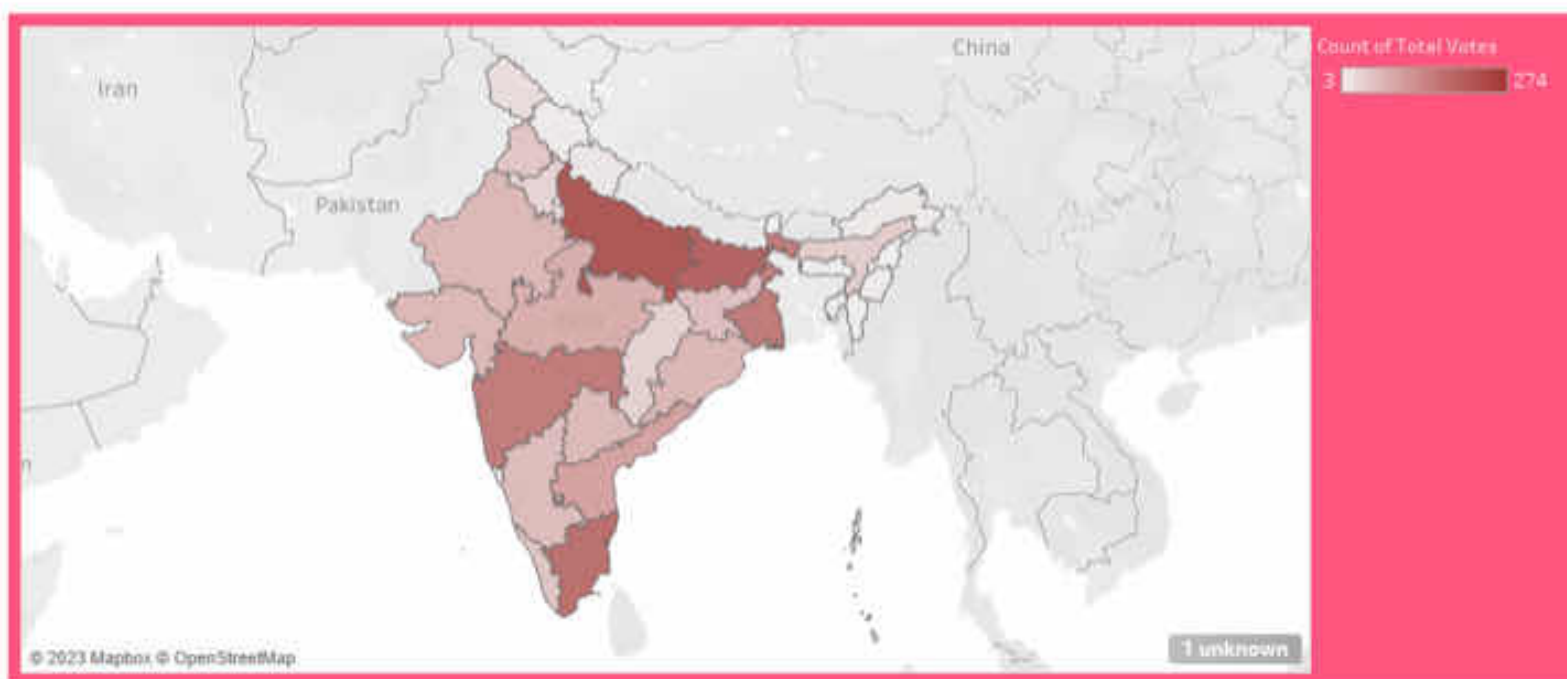 China
Iran
Pakistan
n
© 2023 Mapbox © OpenStreetMap
1 unknown
Count of Total Votes
3 274